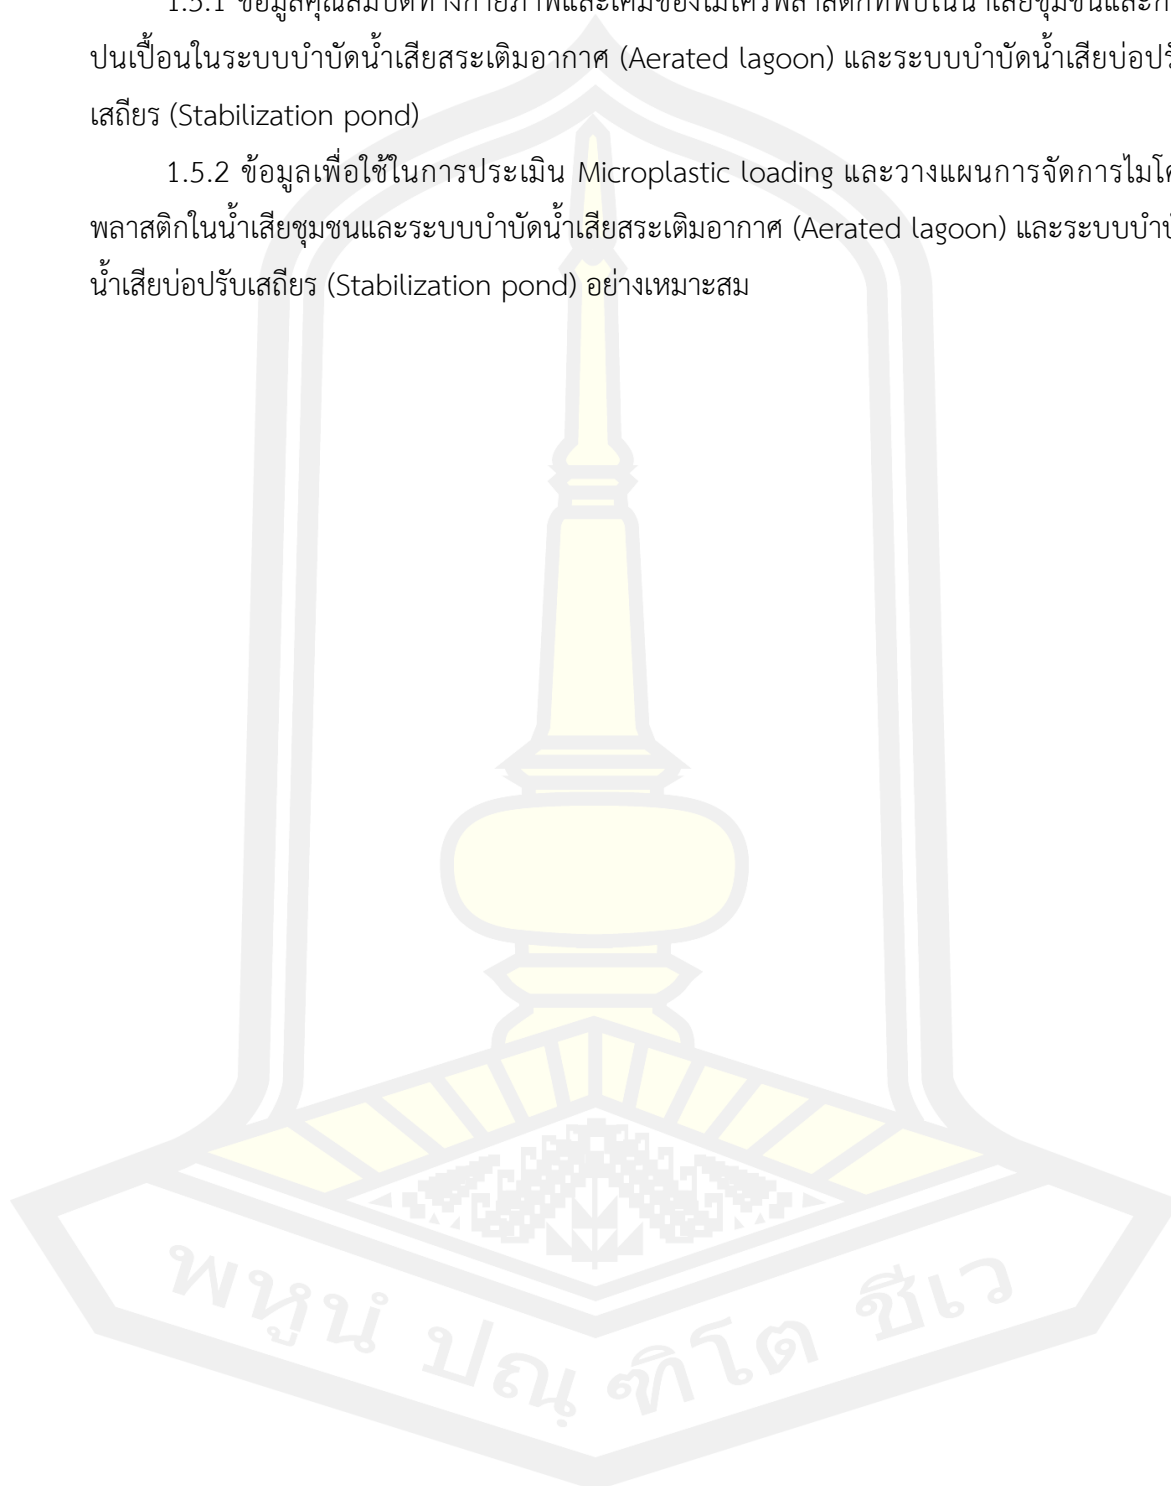 1.5.1 ข้อมูลคุณสมบัติทางกายภาพและเคมีของไมโครพลาสติกที่พบในน้ำเสียชุมชนและก
ปนเปื้อนในระบบบำบัดน้ำเสียสระเติมอากาศ (Aerated lagoon) และระบบบำบัดน้ำเสียบ่อปรั
เสถียร (Stabilization pond)
1.5.2 ข้อมูลเพื่อใช้ในการประเมิน Microplastic loading และวางแผนการจัดการไมโค
พลาสติกในน้ำเสียชุมชนและระบบบำบัดน้ำเสียสระเติมอากาศ (Aerated lagoon) และระบบบำบั
น้ำเสียบ่อปรับเสถียร (Stabilization pond) อย่างเหมาะสม
พหูนํ ปณฺฑิโต ชีเว